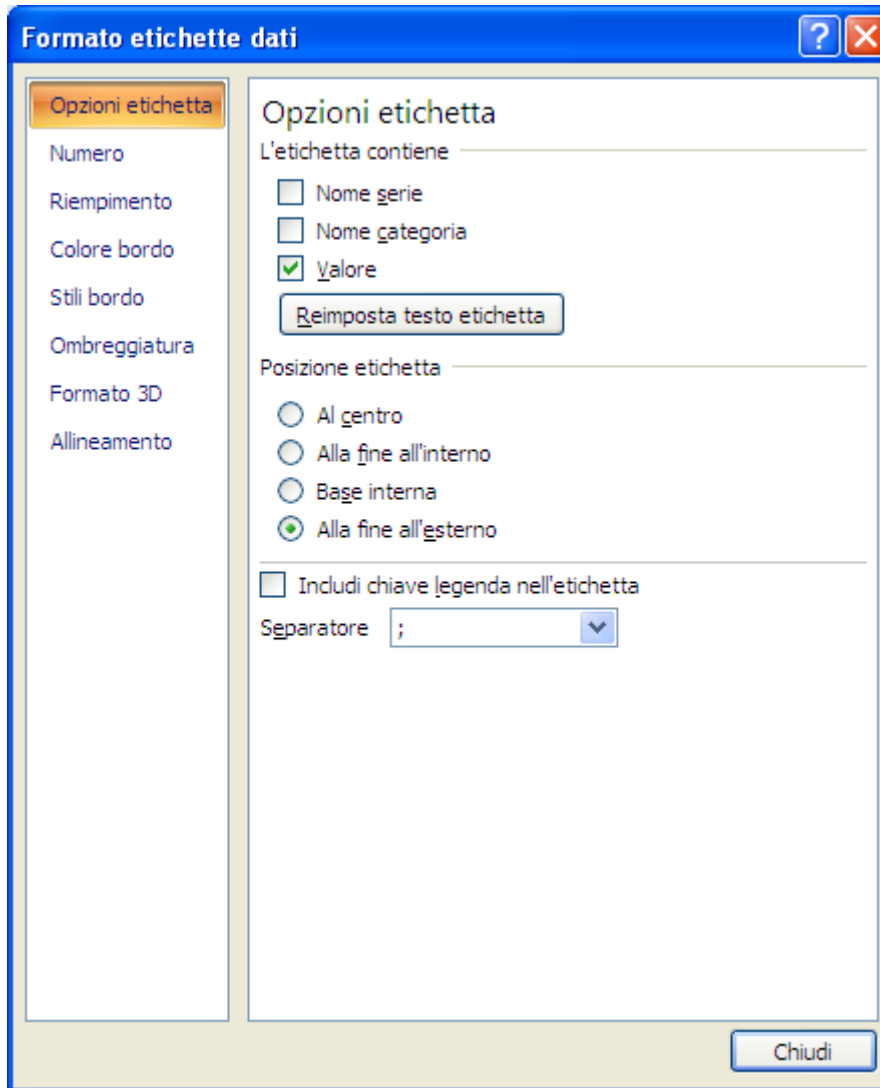 Formato etichette dati
Opzioni etichetta
Numero
Riempimento
Colore bordo
Stili bordo
Ombreggiatura
Formato 3D
Allineamento
Opzioni etichetta
L'etichetta contiene
Nome serie
Nome categoria
Valore
Reimposta testo etichetta
Posizione etichetta
Al centro
Alla fine all'interno
Base interna
Alla fine all'esterno
Includi chiave legenda nell'etichetta
Separatore ;
Chiudi